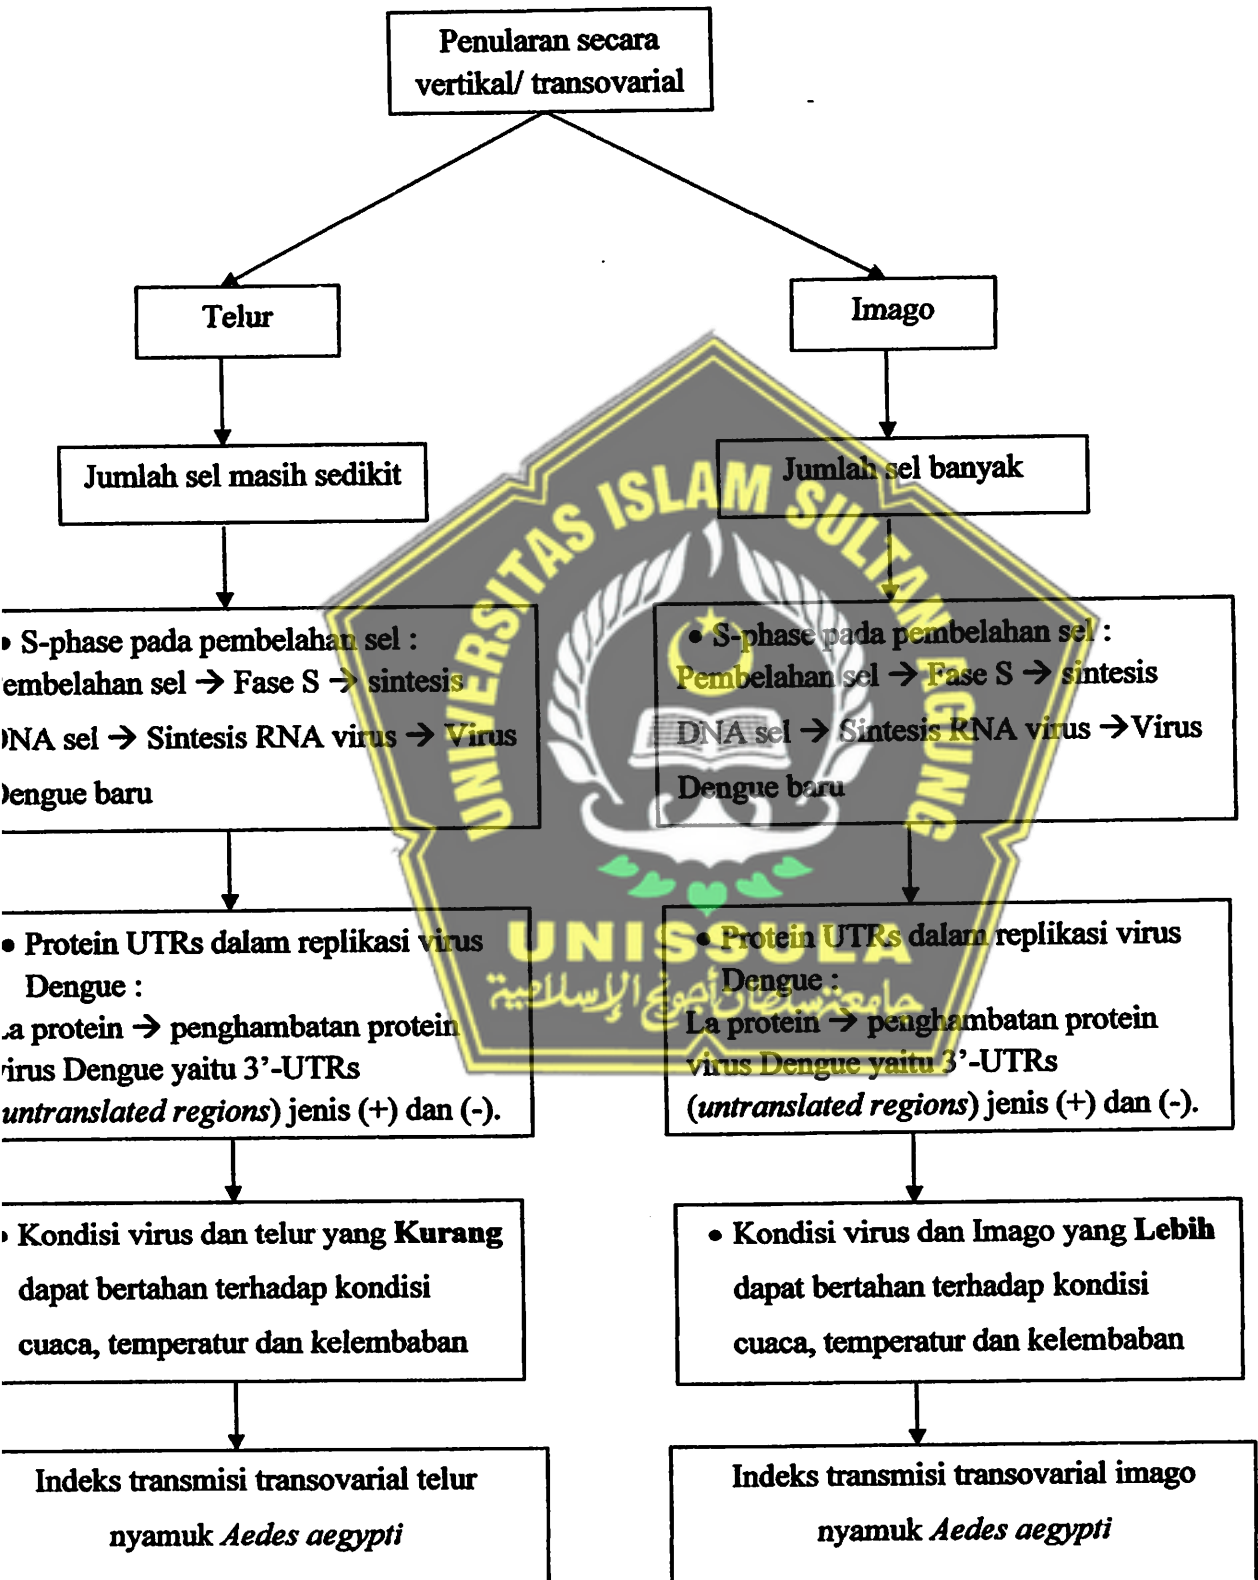 Penularan secara
vertikal/ transovarial
Telur
Jumlah sel masih sedikit
• S-phase pada pembelahan sel :
embelahan sel → Fase S → sintesis
NA sel → Sintesis RNA virus → Virus
engue baru
• Protein UTRs dalam replikasi virus
Dengue :
a protein → penghambatan protein
irus Dengue yaitu 3’-UTRs
untranslated regions) jenis (+) dan (-).
• Kondisi virus dan telur yang Kurang
dapat bertahan terhadap kondisi
cuaca, temperatur dan kelembaban
Indeks transmisi transovarial telur
nyamuk Aedes aegypti
Imago
Jumlah sel banyak
• S-phase pada pembelahan sel :
Pembelahan sel → Fase S → sintesis
DNA sel → Sintesis RNA virus → Virus
Dengue baru
• Protein UTRs dalam replikasi virus
Dengue :
La protein → penghambatan protein
virus Dengue yaitu 3’-UTRs
(untranslated regions) jenis (+) dan (-).
• Kondisi virus dan Imago yang Lebih
dapat bertahan terhadap kondisi
cuaca, temperatur dan kelembaban
Indeks transmisi transovarial imago
nyamuk Aedes aegypti
UNIVERSITAS ISLAM SULTAN AGUNG
UNISSULA
جامعتسلطان أجونج الإسلامية